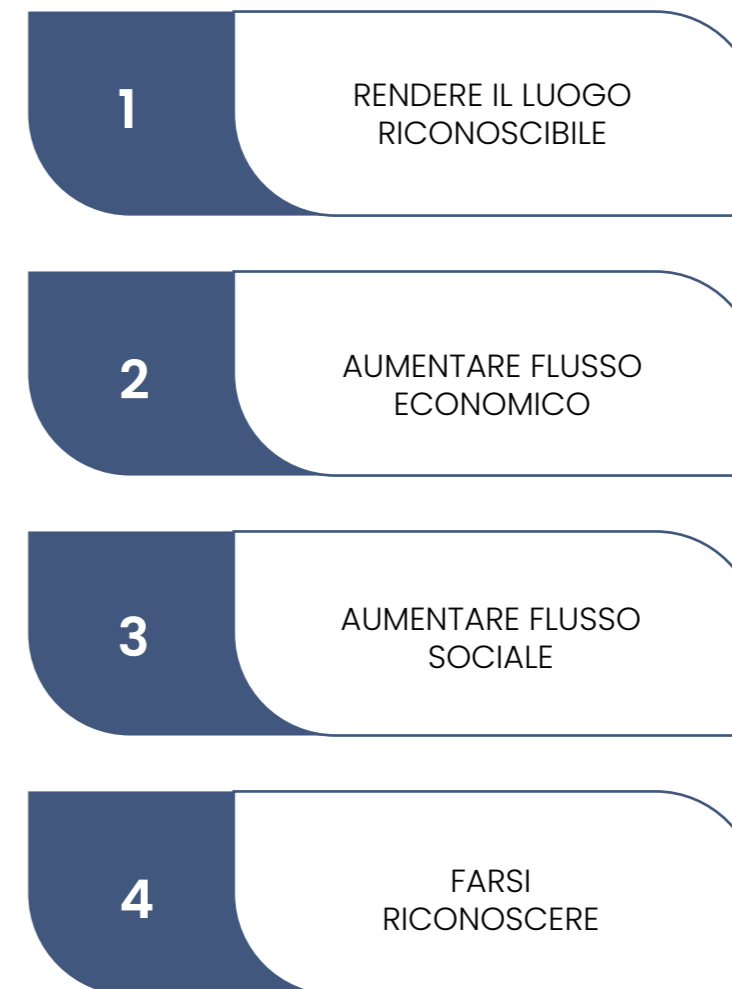 1
RENDERE IL LUOGO
RICONOSCIBILE
2
AUMENTARE FLUSSO
ECONOMICO
3
AUMENTARE FLUSSO
SOCIALE
4
FARSI
RICONOSCERE